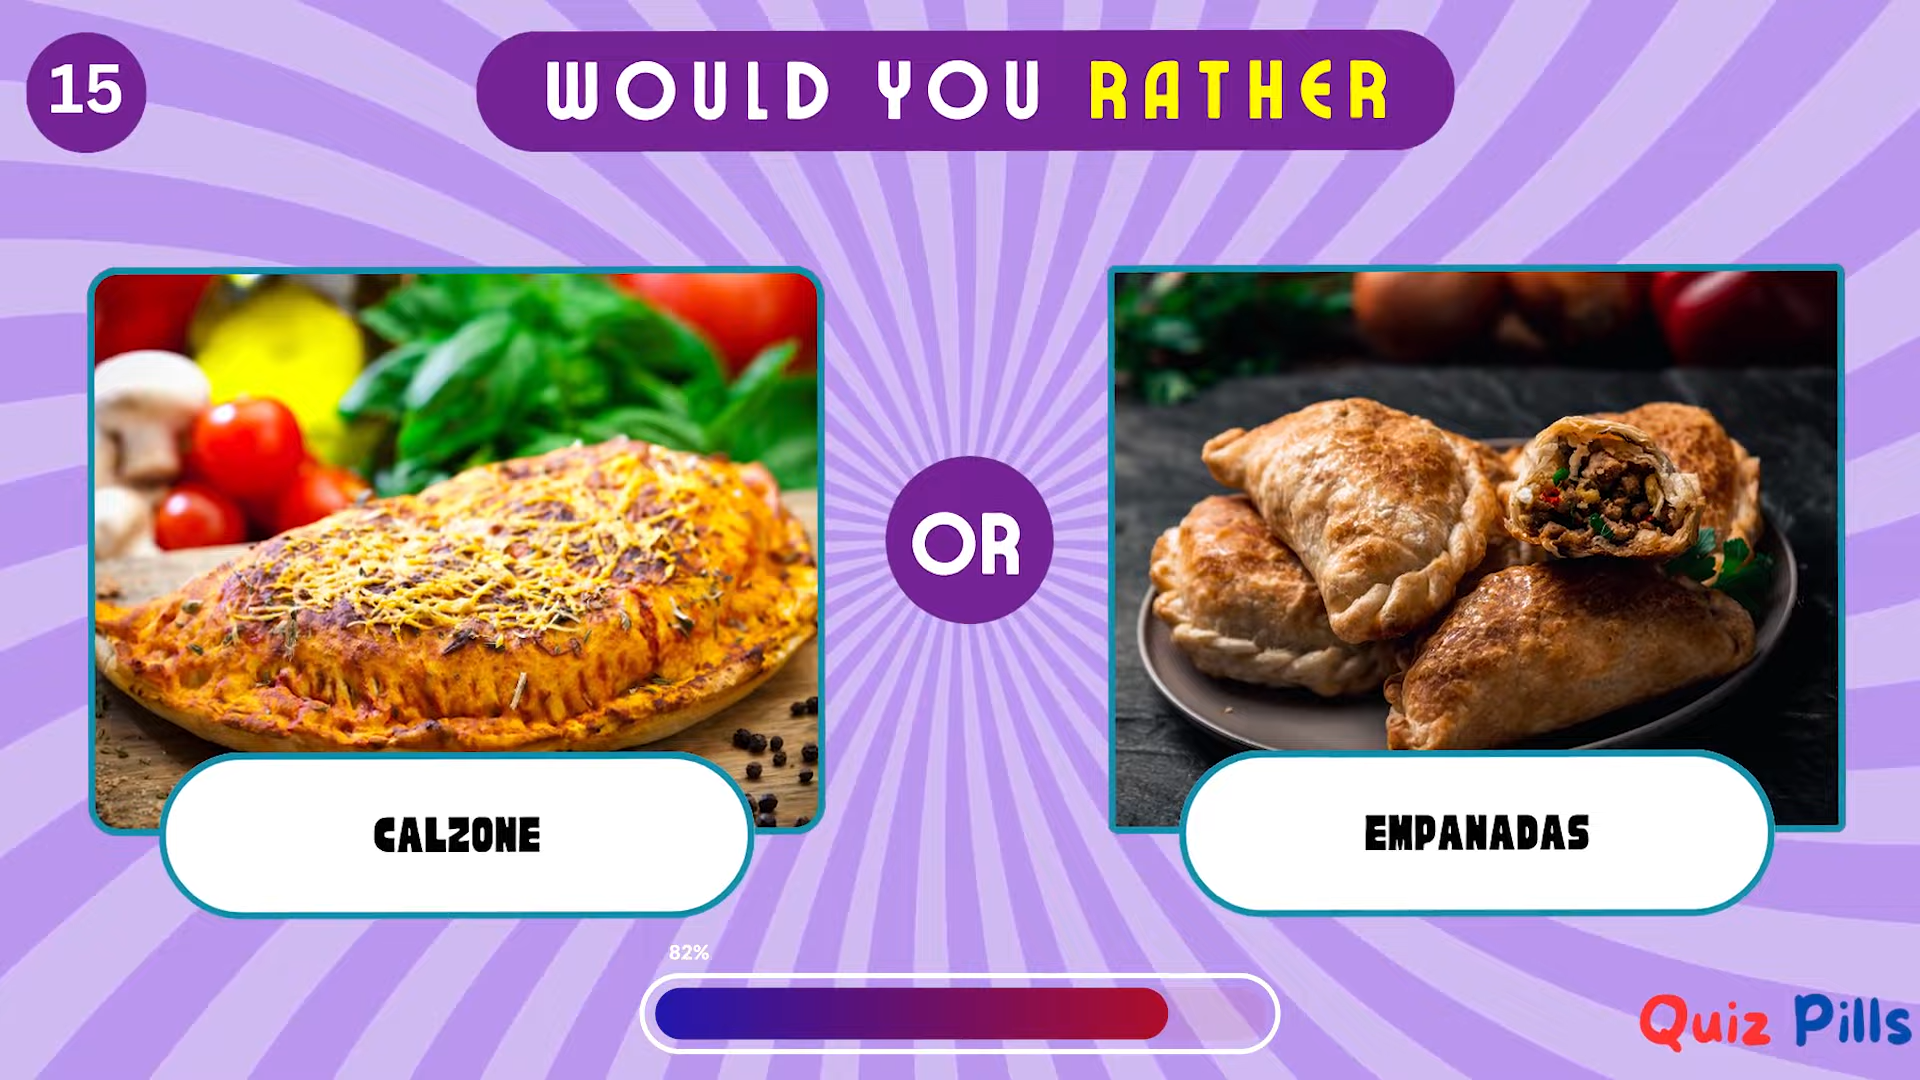 15
WOULD YOU RATHER
OR
CALZONE
EMPANADAS
82%
Quiz Pills